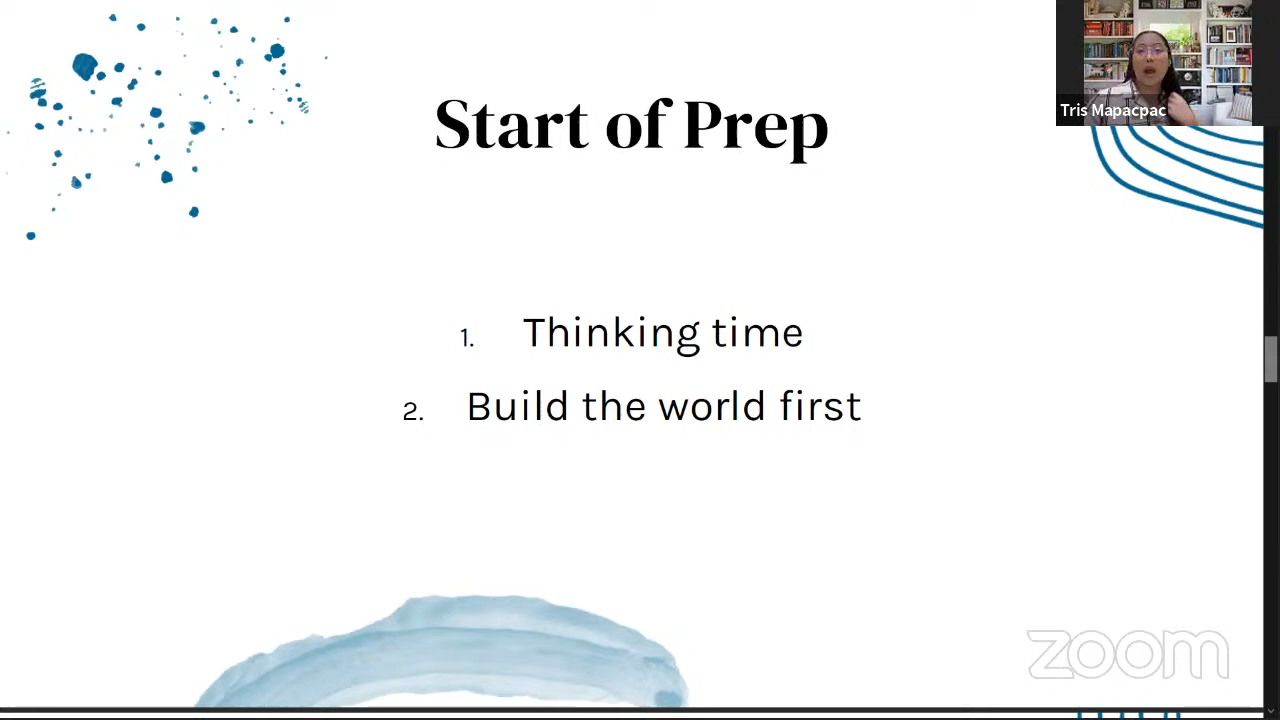 Start of Prep
Tris Mapacpac
1. Thinking time
2. Build the world first
zoom